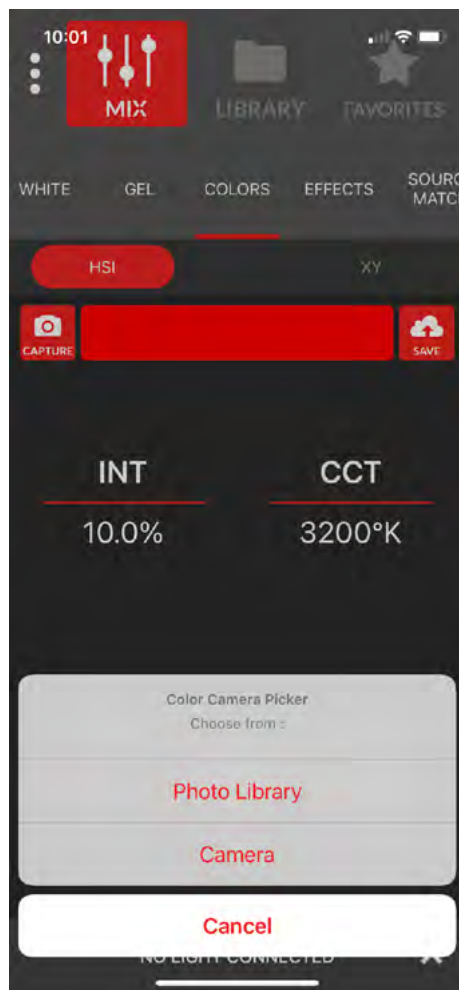 10:01
MIX
LIBRARY
FAVORITES
WHITE
GEL
COLORS
EFFECTS
SOURC
MATC
HSI
XY
CAPTURE
SAVE
INT
CCT
10.0%
3200°K
Color Camera Picker
Choose from :
Photo Library
Camera
Cancel
NO LIGHT CONNECTED